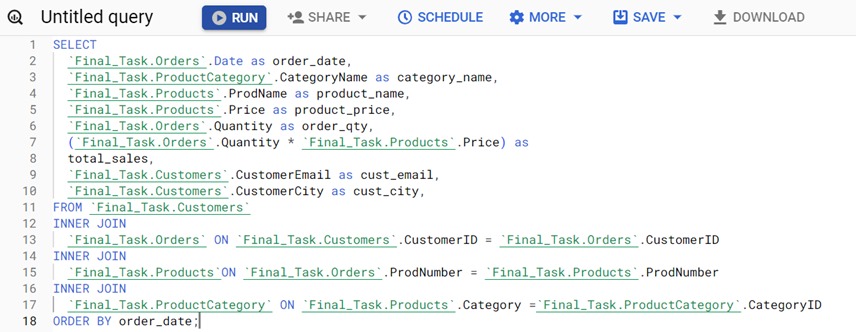 Untitled query RUN SHARE SCHEDULE MORE SAVE DOWNLOAD
1 SELECT
2 `Final_Task.Orders`.Date as order_date,
3 `Final_Task.ProductCategory`.CategoryName as category_name,
4 `Final_Task.Products`.ProdName as product_name,
5 `Final_Task.Products`.Price as product_price,
6 `Final_Task.Orders`.Quantity as order_qty,
7 (`Final_Task.Orders`.Quantity * `Final_Task.Products`.Price) as
8 total_sales,
9 `Final_Task.Customers`.CustomerEmail as cust_email,
10 `Final_Task.Customers`.CustomerCity as cust_city,
11 FROM `Final_Task.Customers`
12 INNER JOIN
13 `Final_Task.Orders` ON `Final_Task.Customers`.CustomerID = `Final_Task.Orders`.CustomerID
14 INNER JOIN
15 `Final_Task.Products`ON `Final_Task.Orders`.ProdNumber = `Final_Task.Products`.ProdNumber
16 INNER JOIN
17 `Final_Task.ProductCategory` ON `Final_Task.Products`.Category =`Final_Task.ProductCategory`.CategoryID
18 ORDER BY order_date;